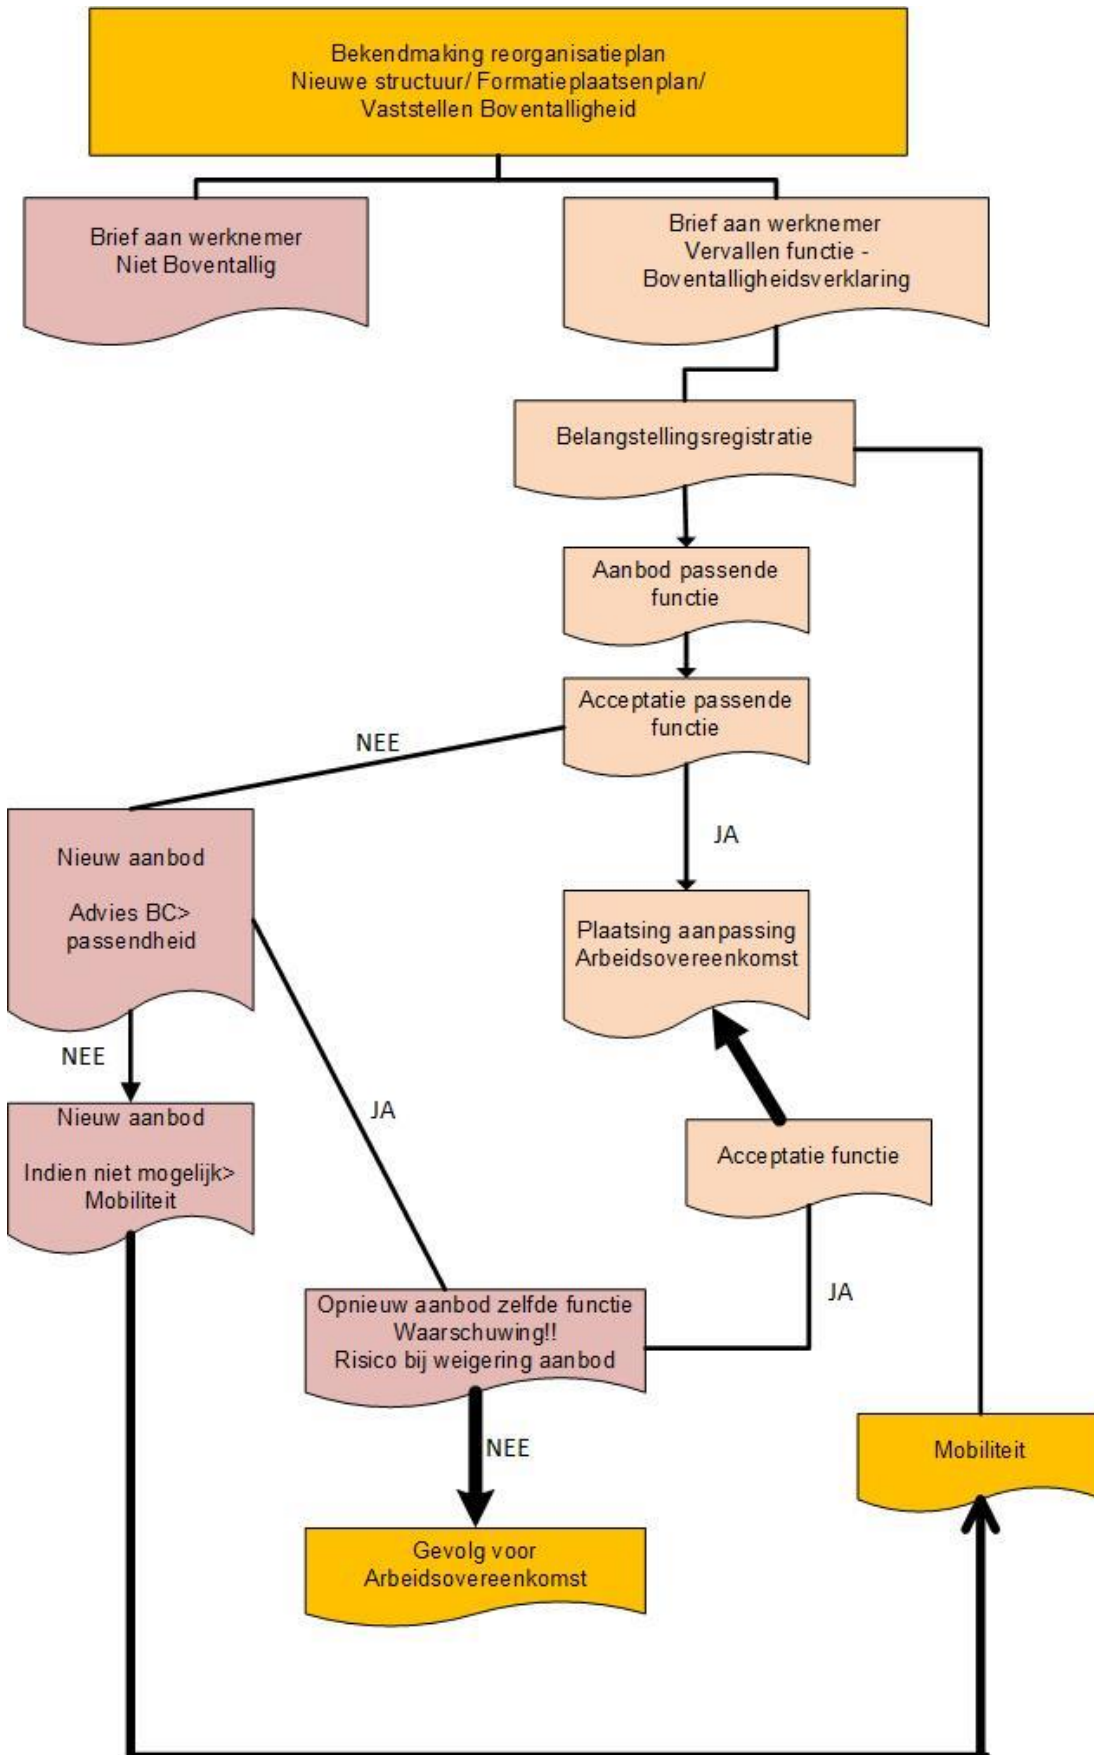 Bekendmaking reorganisatieplan
Nieuwe structuur/ Formatieplaatsenplan/
Vaststellen Boventalligheid
Brief aan werknemer
Niet Boventallig
Brief aan werknemer
Vervallen functie -
Boventalligheidsverklaring
Belangstellingsregistratie
Aanbod passende
functie
Acceptatie passende
functie
NEE
JA
Nieuw aanbod
Advies BC>
passendheid
Plaatsing aanpassing
Arbeidsovereenkomst
NEE
JA
Nieuw aanbod
Indien niet mogelijk>
Mobiliteit
Acceptatie functie
JA
Opnieuw aanbod zelfde functie
Waarschuwing!!
Risico bij weigering aanbod
NEE
Mobiliteit
Gevolg voor
Arbeidsovereenkomst